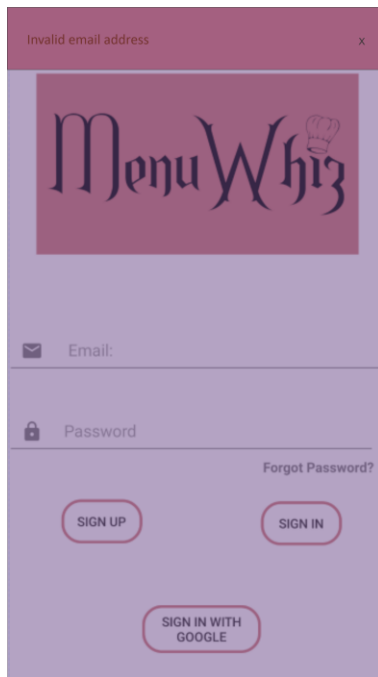 Invalid email address
x
MenuWhiz
Email:
Password
Forgot Password?
SIGN UP
SIGN IN
SIGN IN WITH
GOOGLE